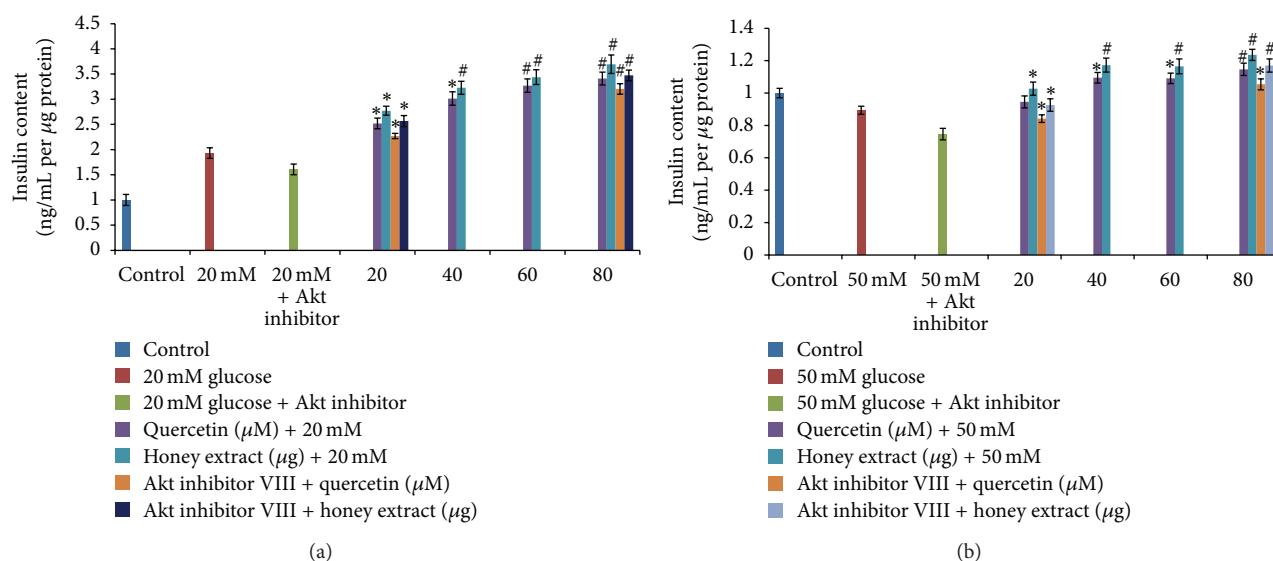 Insulin content
(ng/mL per μg protein)
4.5
4
3.5
3
2.5
2
1.5
1
0.5
0
* * * *
* #
# #
# # # #
Control
20 mM
20 mM
+ Akt
inhibitor
20
40
60
80
Control
20 mM glucose
20 mM glucose + Akt inhibitor
Quercetin (μM) + 20 mM
Honey extract (μg) + 20 mM
Akt inhibitor VIII + quercetin (μM)
Akt inhibitor VIII + honey extract (μg)
(a)
Insulin content
(ng/mL per μg protein)
1.4
1.2
1
0.8
0.6
0.4
0.2
0
* * *
* #
* #
# # * #
Control
50 mM
50 mM
+ Akt
inhibitor
20
40
60
80
Control
50 mM glucose
50 mM glucose + Akt inhibitor
Quercetin (μM) + 50 mM
Honey extract (μg) + 50 mM
Akt inhibitor VIII + quercetin (μM)
Akt inhibitor VIII + honey extract (μg)
(b)